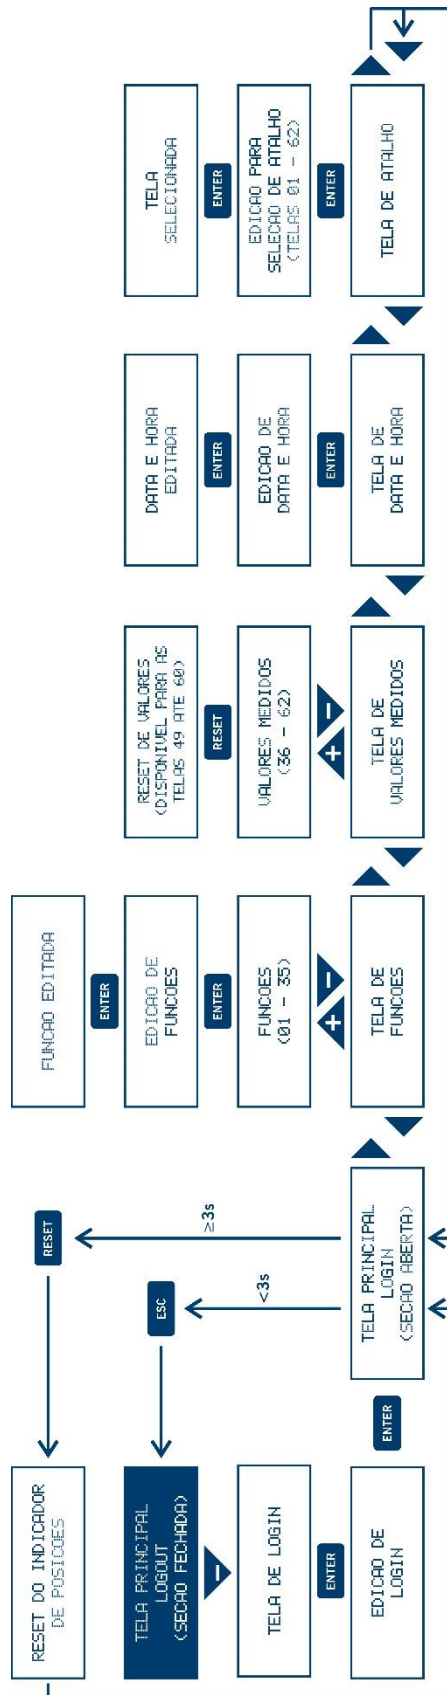 RESET DO INDICADOR
DE POSICOES
TELA PRINCIPAL
LOGOUT
(SECAO FECHADA)
−
TELA DE LOGIN
ENTER
EDICAO DE
LOGIN
ENTER
RESET
≥3s
ESC
<3s
TELA PRINCIPAL
LOGIN
(SECAO ABERTA)
FUNCAO EDITADA
ENTER
EDICAO DE
FUNCOES
ENTER
FUNCOES
(01 - 35)
+ −
TELA DE
FUNCOES
RESET DE VALORES
(DISPONIVEL PARA AS
TELAS 49 ATE 60)
RESET
VALORES MEDIDOS
(36 - 62)
+ −
TELA DE
VALORES MEDIDOS
DATA E HORA
EDITADA
ENTER
EDICAO DE
DATA E HORA
ENTER
TELA DE
DATA E HORA
TELA
SELECIONADA
ENTER
EDICAO PARA
SELECAO DE ATALHO
(TELAS 01 - 62)
ENTER
TELA DE ATALHO